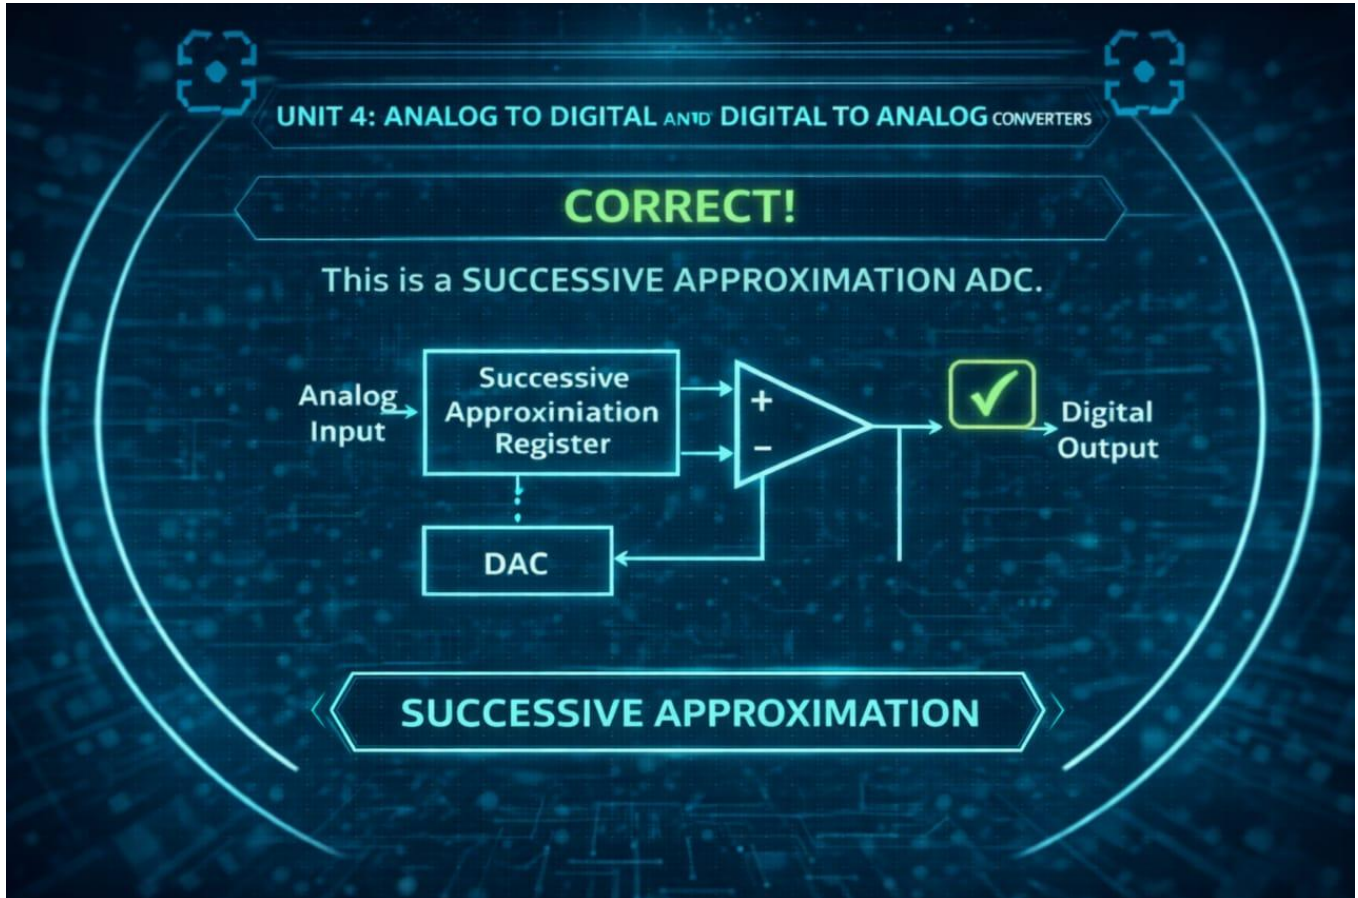 UNIT 4: ANALOG TO DIGITAL ANTD DIGITAL TO ANALOG CONVERTERS
CORRECT!
This is a SUCCESSIVE APPROXIMATION ADC.
Analog
Input
Successive
Approxiniation
Register
+
−
Digital
Output
DAC
SUCCESSIVE APPROXIMATION